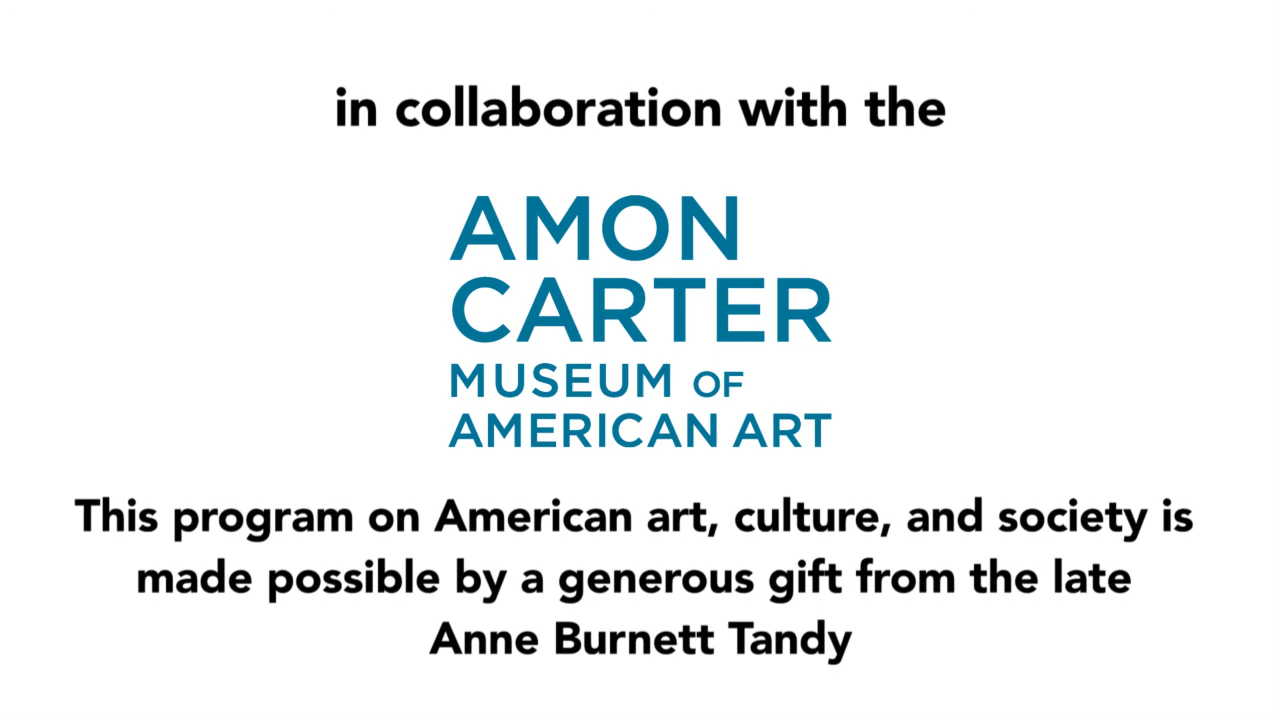 in collaboration with the
AMON
CARTER
MUSEUM OF
AMERICAN ART
This program on American art, culture, and society is
made possible by a generous gift from the late
Anne Burnett Tandy